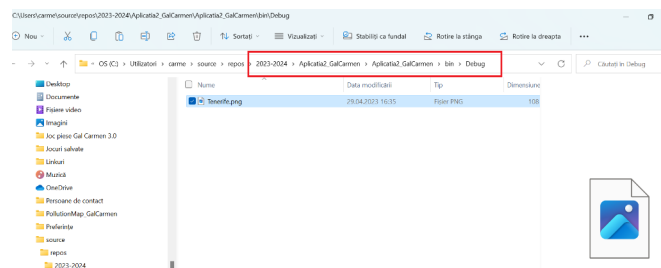 C:\Users\carme\source\repos\2023-2024\Aplicatia2_GalCarmen\Aplicatia2_GalCarmen\bin\Debug
Nou
Sortați
Vizualizați
Stabiliți ca fundal
Rotire la stânga
Rotire la dreapta
OS (C:) › Utilizatori › carme › source › repos › 2023-2024 › Aplicatia2_GalCarmen › Aplicatia2_GalCarmen › bin › Debug
Căutați în Debug
Desktop
Documente
Fișiere video
Imagini
Joc piese Gal Carmen 3.0
Jocuri salvate
Linkuri
Muzică
OneDrive
Persoane de contact
PollutionMap_GalCarmen
Preferințe
source
repos
2023-2024
Nume
Data modificării
Tip
Dimensiune
Tenerife.png
29.04.2023 16:35
Fișier PNG
108